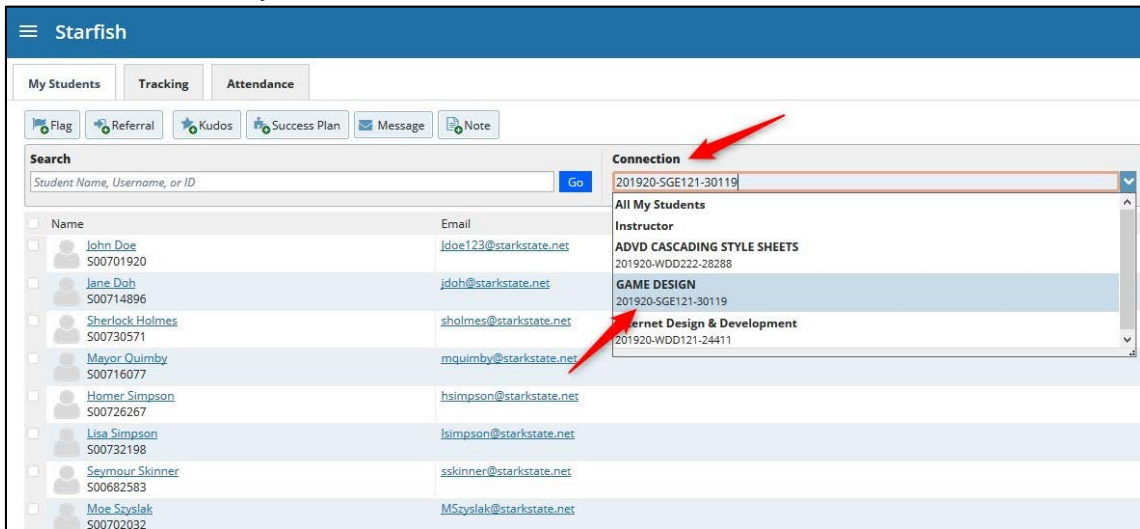 Starfish
My Students Tracking Attendance
Flag Referral Kudos Success Plan Message Note
Search Connection
Student Name, Username, or ID Go 201920-SGE121-30119
All My Students
Name Email Instructor
John Doe Jdoe123@starkstate.net ADVD CASCADING STYLE SHEETS
S00701920 201920-WDD222-28288
Jane Doh jdoh@starkstate.net GAME DESIGN
S00714896 201920-SGE121-30119
Sherlock Holmes sholmes@starkstate.net Design & Development
S00730571 201920-WDD121-24411
Mayor Quimby mquimby@starkstate.net
S00716077
Homer Simpson hsimpson@starkstate.net
S00726267
Lisa Simpson lsimpson@starkstate.net
S00732198
Seymour Skinner sskinner@starkstate.net
S00682583
Moe Szyslak MSzyslak@starkstate.net
S00702032